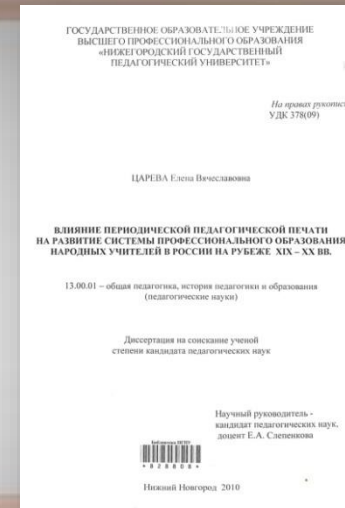 ГОСУДАРСТВЕННОЕ ОБРАЗОВАТЕЛЬНОЕ УЧРЕЖДЕНИЕ
ВЫСШЕГО ПРОФЕССИОНАЛЬНОГО ОБРАЗОВАНИЯ
«НИЖЕГОРОДСКИЙ ГОСУДАРСТВЕННЫЙ
ПЕДАГОГИЧЕСКИЙ УНИВЕРСИТЕТ»
На правах рукописи
УДК 378(09)
ЦАРЕВА Елена Вячеславовна
ВЛИЯНИЕ ПЕРИОДИЧЕСКОЙ ПЕДАГОГИЧЕСКОЙ ПЕЧАТИ
НА РАЗВИТИЕ СИСТЕМЫ ПРОФЕССИОНАЛЬНОГО ОБРАЗОВАНИЯ
НАРОДНЫХ УЧИТЕЛЕЙ В РОССИИ НА РУБЕЖЕ XIX – XX ВВ.
13.00.01 – общая педагогика, история педагогики и образования
(педагогические науки)
Диссертация на соискание ученой
степени кандидата педагогических наук
Научный руководитель -
кандидат педагогических наук,
доцент Е.А. Слепенкова
Библиотека НГПУ
Нижний Новгород 2010